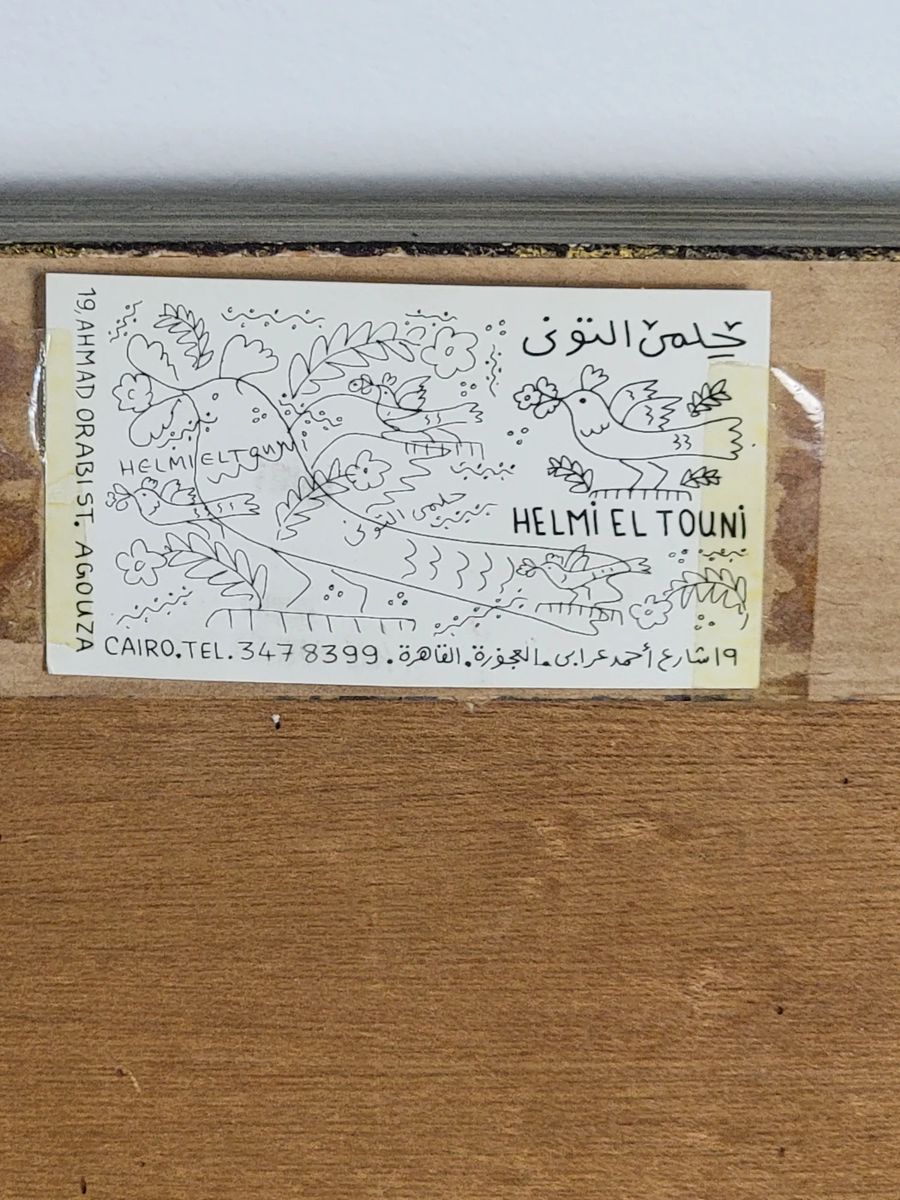 حلمى التونى
HELMI EL TOUNI
HELMI EL Touni
حلمى التونى
19, AHMAD ORABI ST. AGOUZA
CAIRO. TEL. 3478399. ١٩ شارع أحمد عرابى. العجوزة. القاهرة